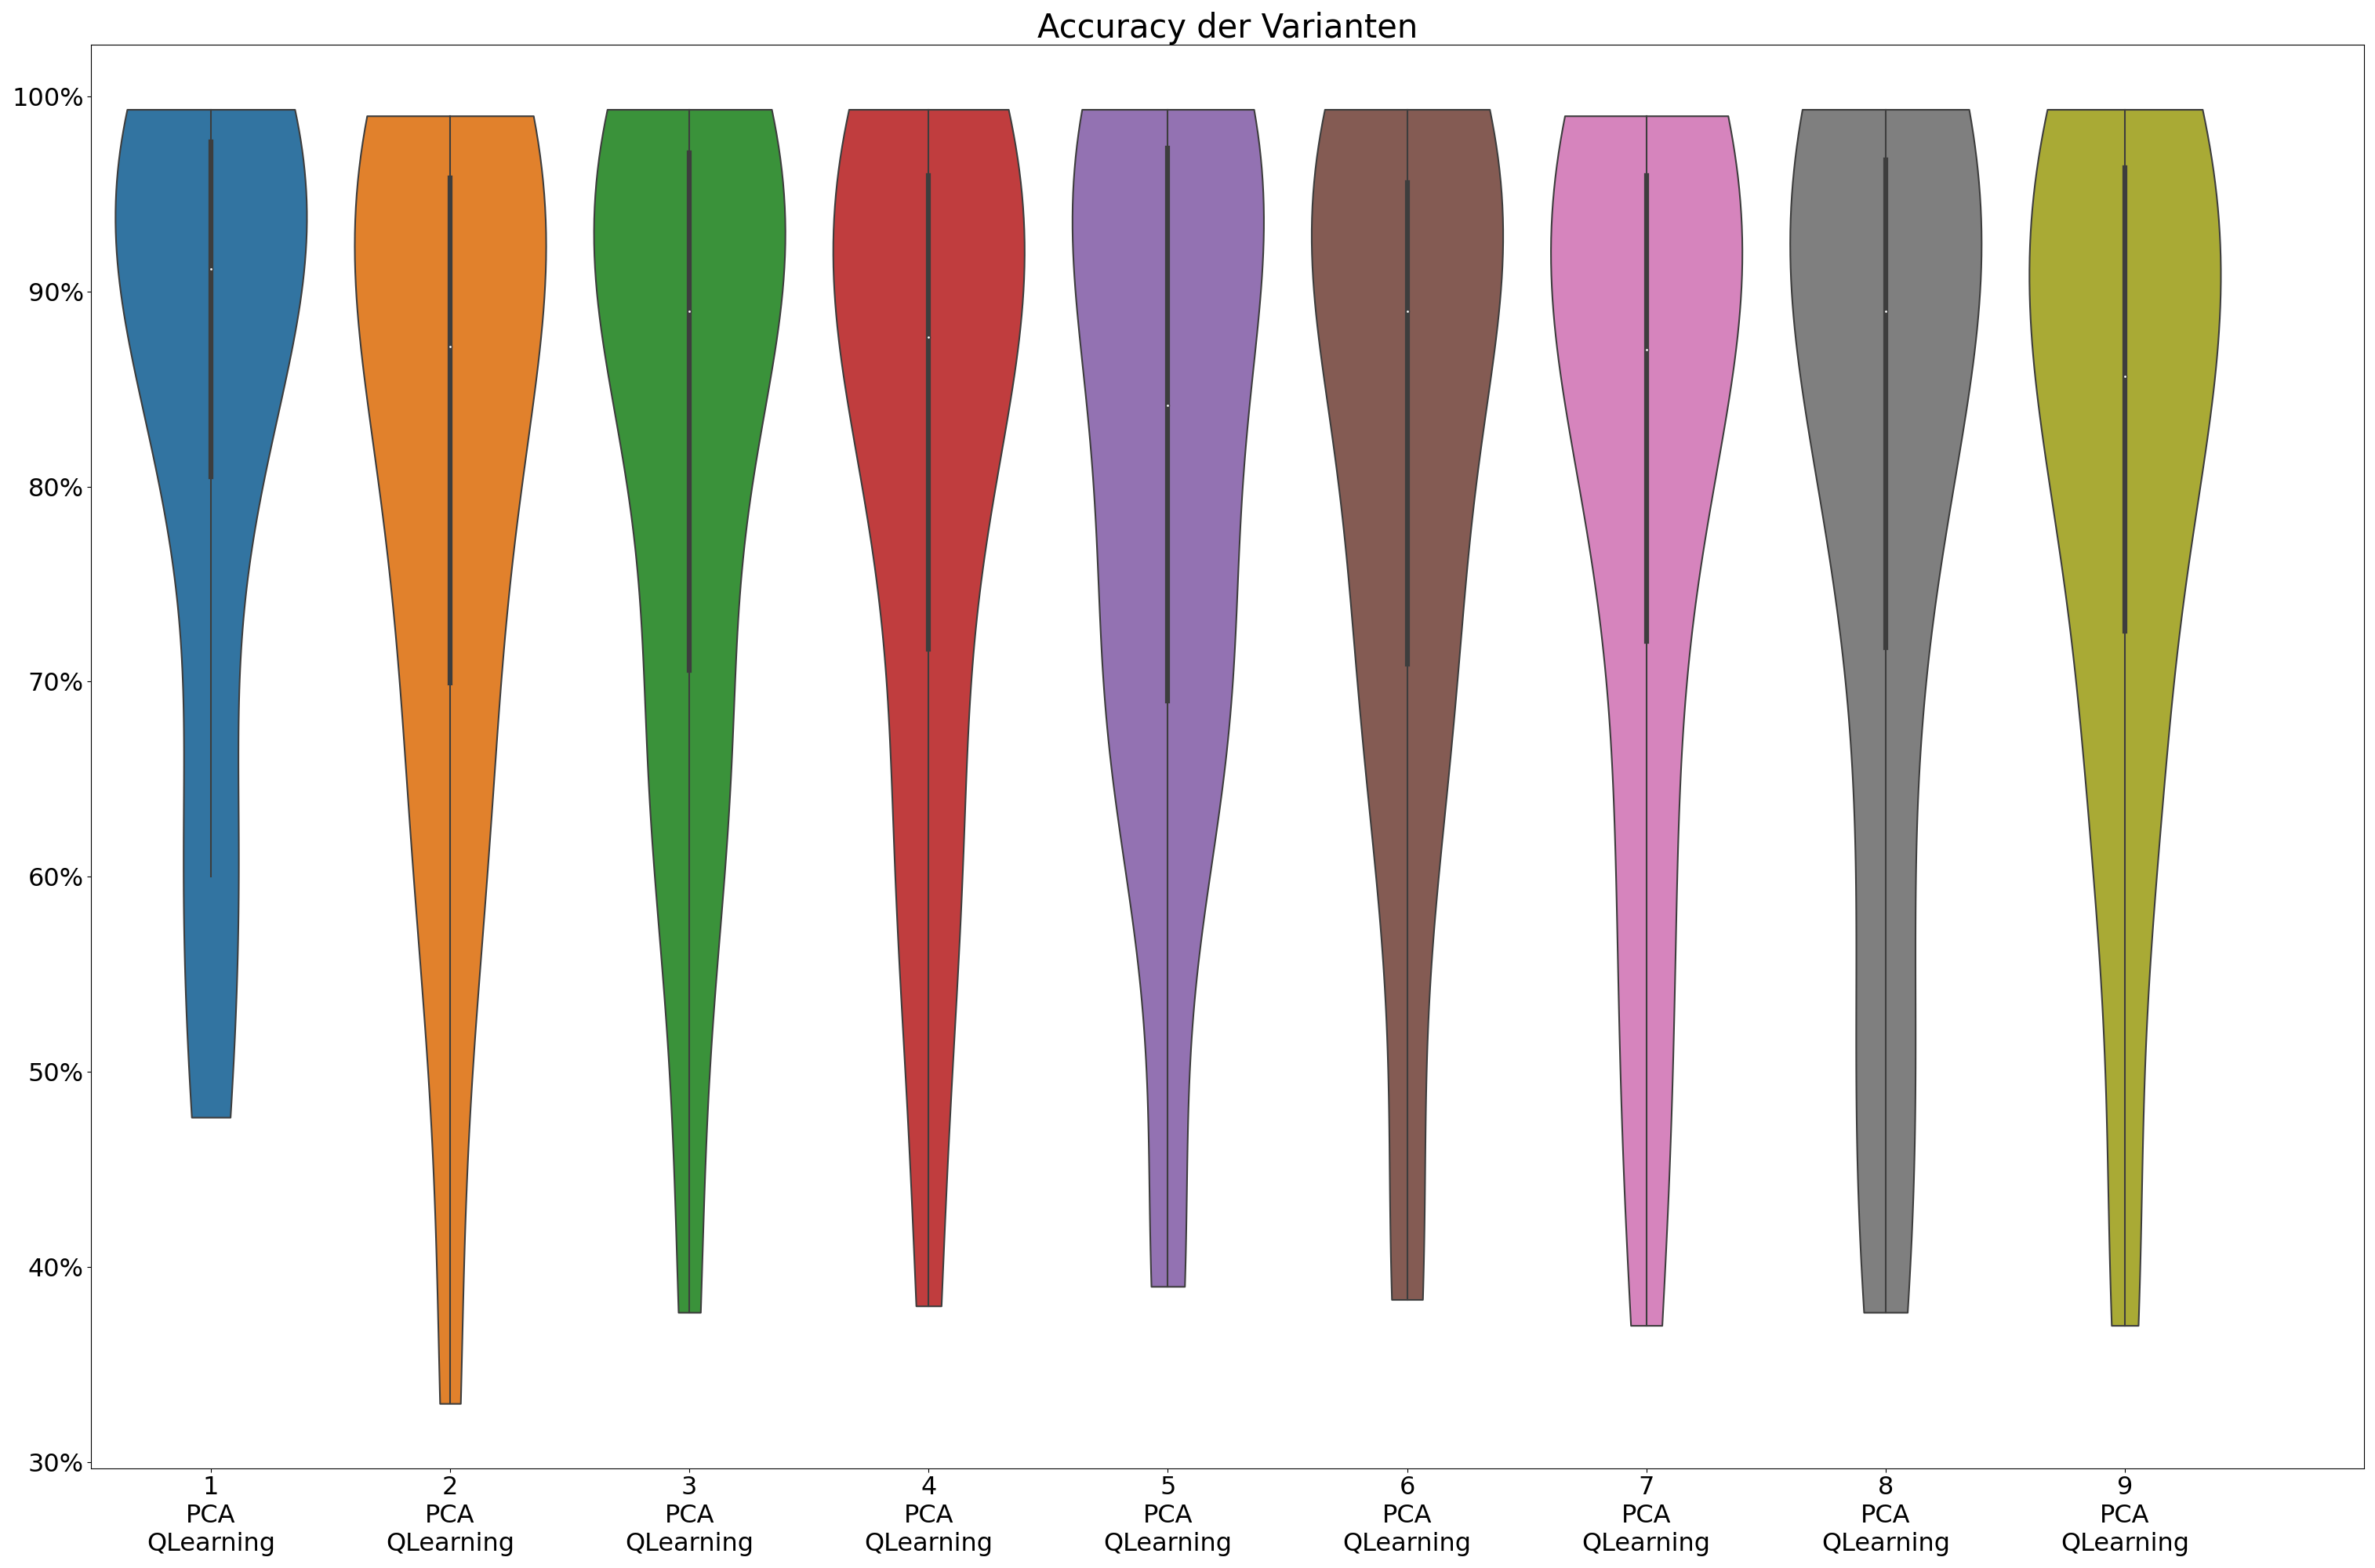 Accuracy der Varianten
100%
90%
80%
70%
60%
50%
40%
30%
1 2 3 4 5 6 7 8 9
PCA PCA PCA PCA PCA PCA PCA PCA PCA
QLearning QLearning QLearning QLearning QLearning QLearning QLearning QLearning QLearning